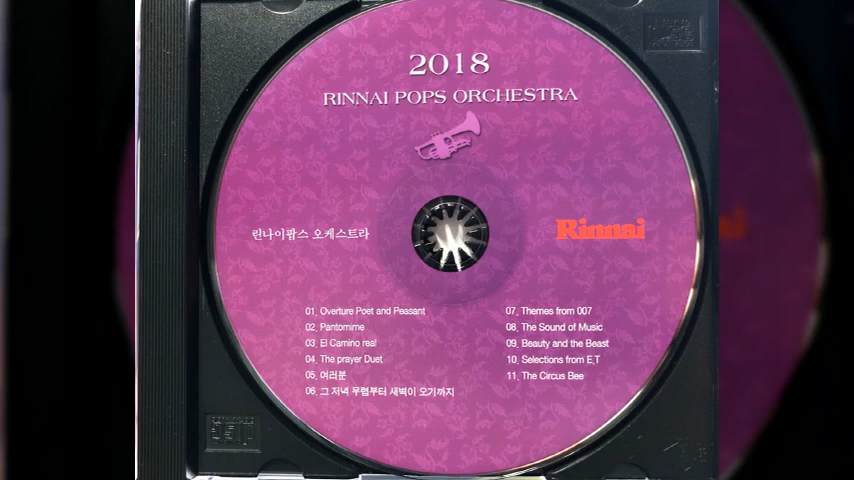 2018
RINNAI POPS ORCHESTRA
린나이팝스 오케스트라
Rinnai
01. Overture Poet and Peasant
02. Pantomime
03. El Camino real
04. The prayer Duet
05. 여러분
06. 그 저녁 무렵부터 새벽이 오기까지
07. Themes from 007
08. The Sound of Music
09. Beauty and the Beast
10. Selections from E.T
11. The Circus Bee